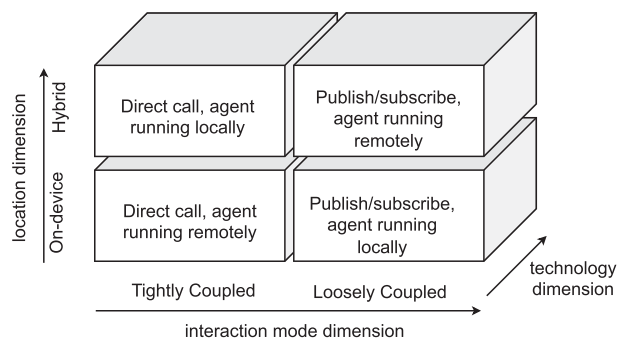 location dimension
Hybrid
On-device
Direct call, agent
running locally
Publish/subscribe,
agent running
remotely
Direct call, agent
running remotely
Publish/subscribe,
agent running
locally
Tightly Coupled
Loosely Coupled
technology
dimension
interaction mode dimension